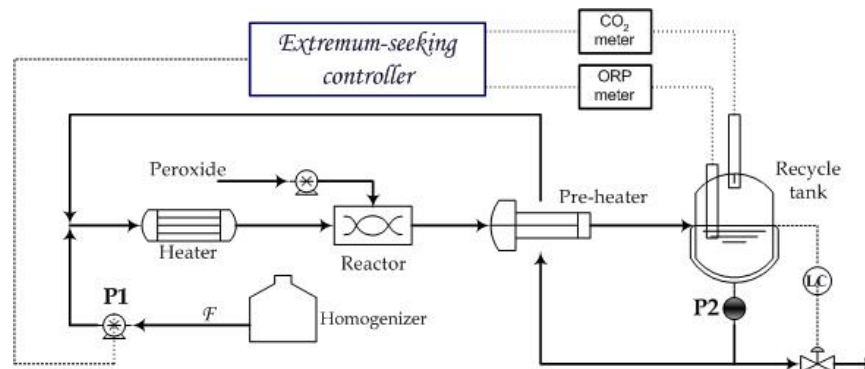 Extremum-seeking
controller
CO₂
meter
ORP
meter
Peroxide
Pre-heater
Recycle
tank
Heater
Reactor
P1
F
Homogenizer
P2
LC